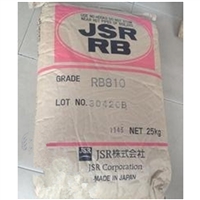 JSR
RB
GRADE RB810
LOT NO.
NET 25kg
JSR株式会社
JSR Corporation
MADE IN JAPAN